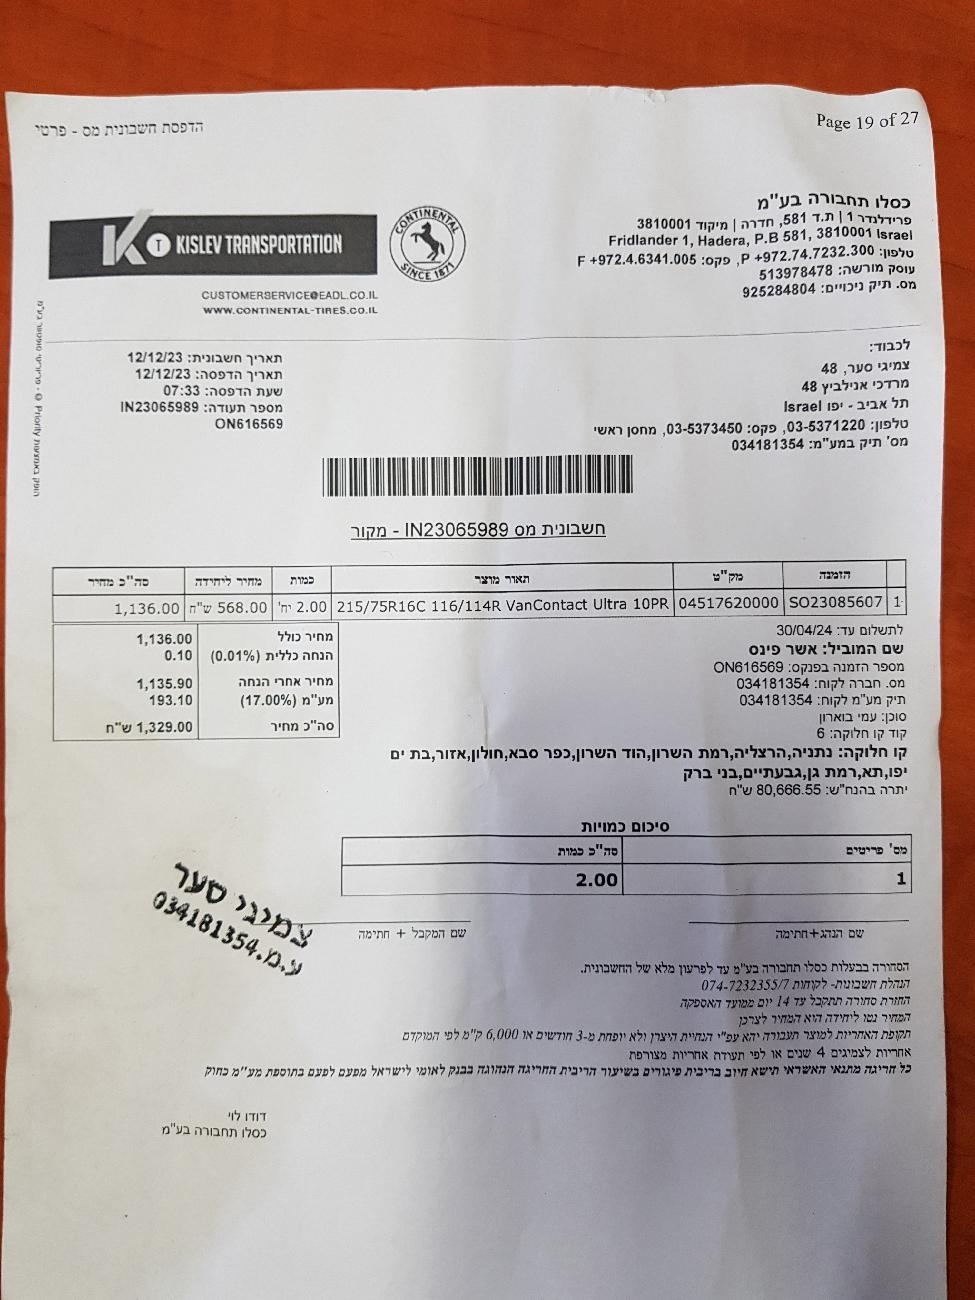 Page 19 of 27
הדפסת חשבונית מס - פרטי
KISLEV TRANSPORTATION
K T
CONTINENTAL
SINCE 1871
CUSTOMERSERVICE@EADL.CO.IL
WWW.CONTINENTAL-TIRES.CO.IL
כסלו תחבורה בע"מ
פרידלנדר 1 | ת.ד 581, חדרה | מיקוד 3810001
Fridlander 1, Hadera, P.B 581, 3810001 Israel
טלפון: P +972.74.7232.300, פקס: F +972.4.6341.005
עוסק מורשה: 513978478
מס. תיק ניכויים: 925284804
לכבוד:
צמיגי סער, 48
מרדכי אנילביץ 48
תל אביב - יפו Israel
טלפון: 03-5371220, פקס: 03-5373450, מחסן ראשי
מס' תיק במע"מ: 034181354
תאריך חשבונית: 12/12/23
תאריך הדפסה: 12/12/23
שעת הדפסה: 07:33
מספר תעודה: IN23065989
ON616569
הופק באמצעות Priority ©
חשבונית מס IN23065989 - מקור
הזמנה מק"ט תאור מוצר כמות מחיר ליחידה סה"כ מחיר
1 SO23085607 04517620000 215/75R16C 116/114R VanContact Ultra 10PR 2.00 יח' 568.00 ש"ח 1,136.00
מחיר כולל 1,136.00
הנחה כללית (0.01%) 0.10
מחיר אחרי הנחה 1,135.90
מע"מ (17.00%) 193.10
סה"כ מחיר 1,329.00 ש"ח
לתשלום עד: 30/04/24
שם המוביל: אשר פינס
מספר הזמנה בפנקס: ON616569
מס. חברה לקוח: 034181354
תיק מע"מ לקוח: 034181354
סוכן: עמי בוארון
קוד קו חלוקה: 6
קו חלוקה: נתניה,הרצליה,רמת השרון,הוד השרון,כפר סבא,חולון,אזור,בת ים
יפו,תא,רמת גן,גבעתיים,בני ברק
יתרה בהנח"ש: 80,666.55 ש"ח
סיכום כמויות
מס' פריטים סה"כ כמות
1 2.00
צמיגי סער
ע.מ.034181354
שם הנהג+חתימה
שם המקבל + חתימה
הסחורה בבעלות כסלו תחבורה בע"מ עד לפרעון מלא של החשבונית.
הנהלת חשבונית- לקוחות 074-7232355/7
החזרת סחורה תתקבל עד 14 יום ממועד האספקה
המחיר נטו ליחידה הוא המחיר לצרכן
תקופת האחריות למוצר תעבורה יהא עפ"י הנחיית היצרן ולא יופחת מ-3 חודשים או 6,000 ק"מ לפי המוקדם
אחריות לצמיגים 4 שנים או לפי תעודת אחריות מצורפת
כל חריגה מתנאי האשראי תישא חיוב בריבית פיגורים בשיעור הריבית החריגה הנהוגה בבנק לאומי לישראל מפעם לפעם בתוספת מע"מ כחוק
דודו לוי
כסלו תחבורה בע"מ